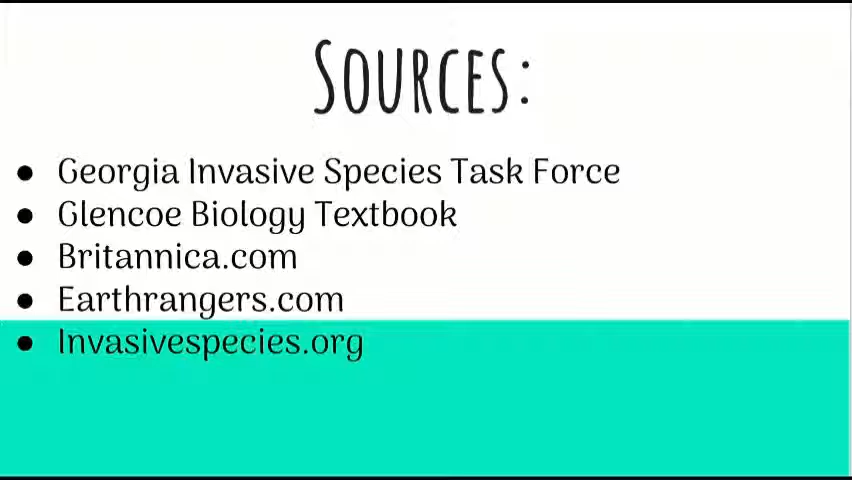 SOURCES:
● Georgia Invasive Species Task Force
● Glencoe Biology Textbook
● Britannica.com
● Earthrangers.com
● Invasivespecies.org